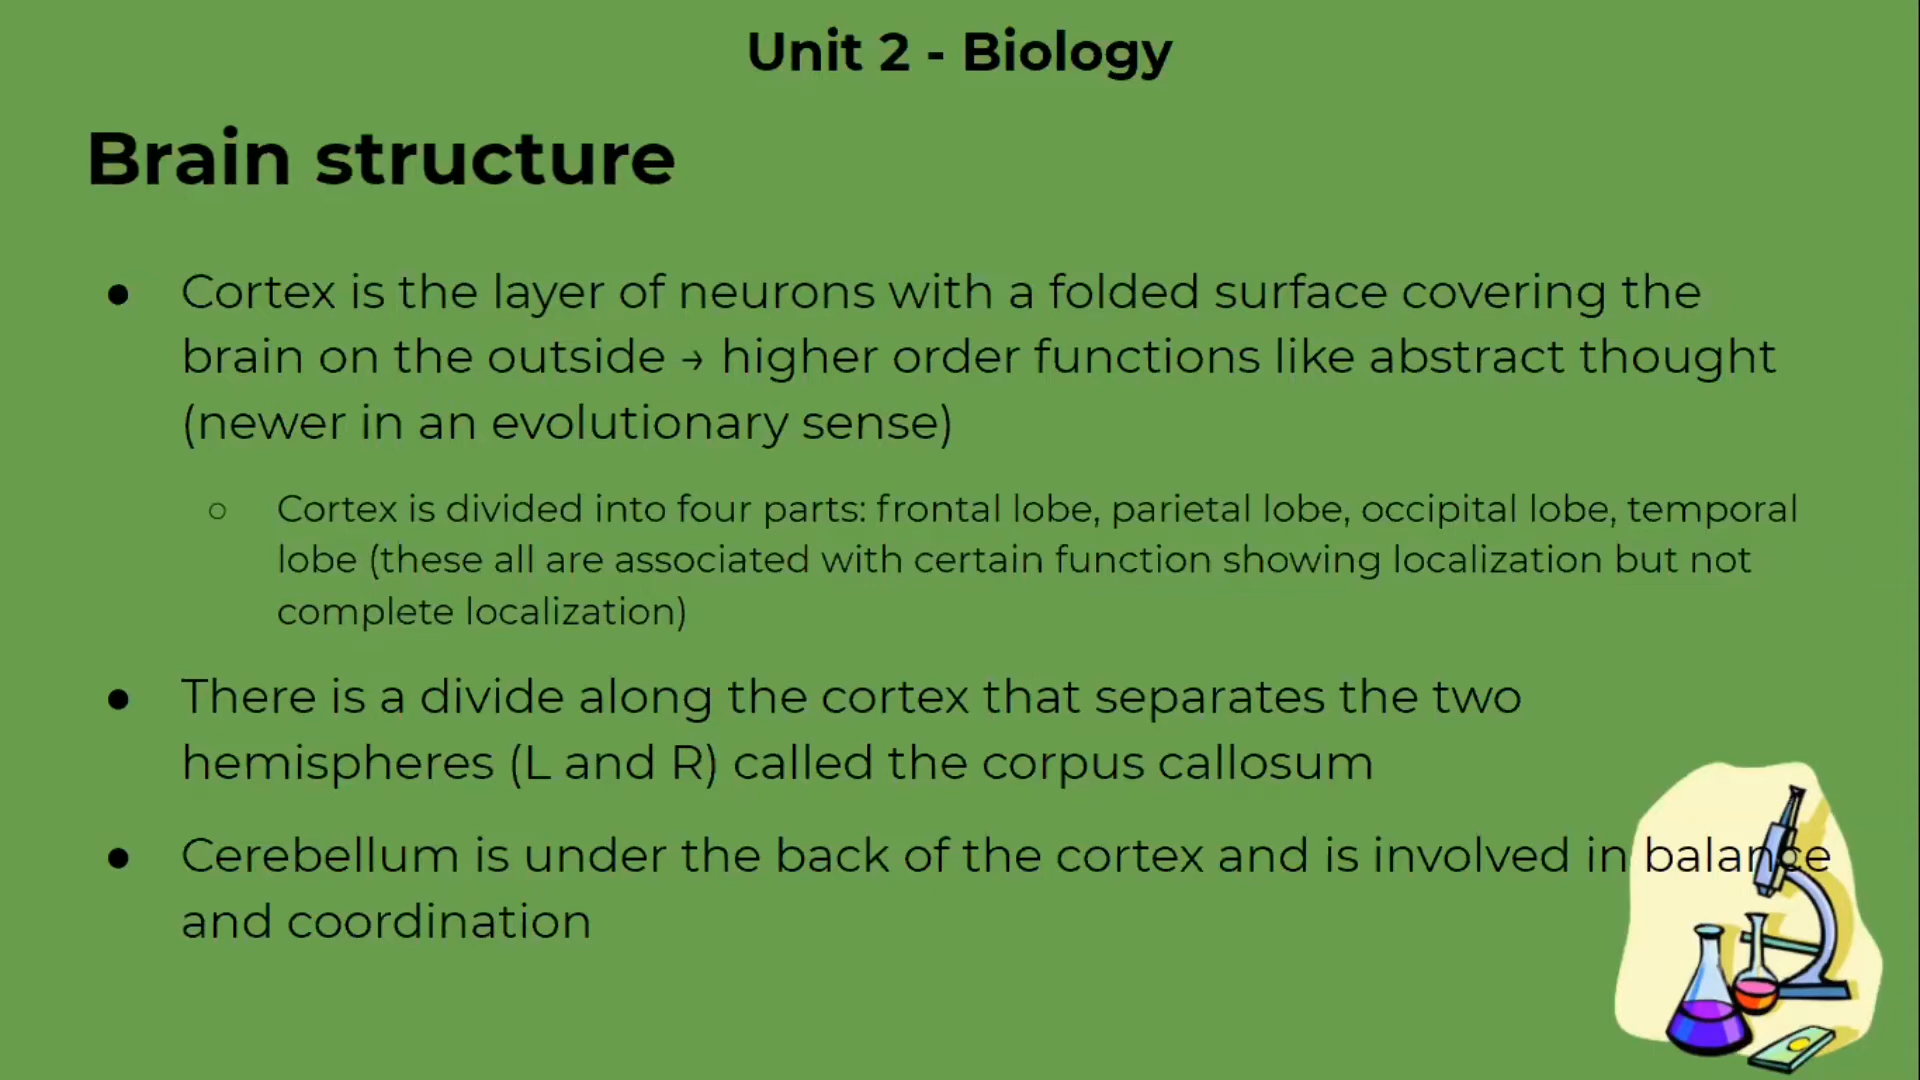 Unit 2 - Biology
Brain structure
● Cortex is the layer of neurons with a folded surface covering the
brain on the outside → higher order functions like abstract thought
(newer in an evolutionary sense)
○ Cortex is divided into four parts: frontal lobe, parietal lobe, occipital lobe, temporal
lobe (these all are associated with certain function showing localization but not
complete localization)
● There is a divide along the cortex that separates the two
hemispheres (L and R) called the corpus callosum
● Cerebellum is under the back of the cortex and is involved in balance
and coordination